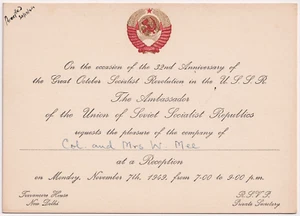 On the occasion of the 32nd Anniversary of
the Great October Socialist Revolution in the U.S.S.R.
The Ambassador
of the Union of Soviet Socialist Republics
requests the pleasure of the company of
Col. and Mrs W. Mee
at a Reception
on Monday, November 7th, 1949, from 7-00 to 9-00 p.m.
Travancore House
New Delhi
R.S.V.P.
Private Secretary